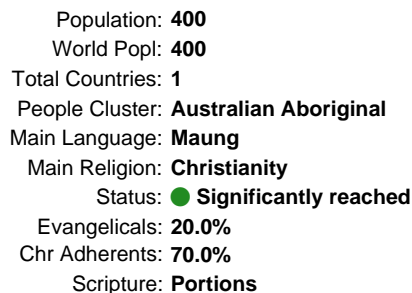 Population: 400
World Popl: 400
Total Countries: 1
People Cluster: Australian Aboriginal
Main Language: Maung
Main Religion: Christianity
Status: Significantly reached
Evangelicals: 20.0%
Chr Adherents: 70.0%
Scripture: Portions